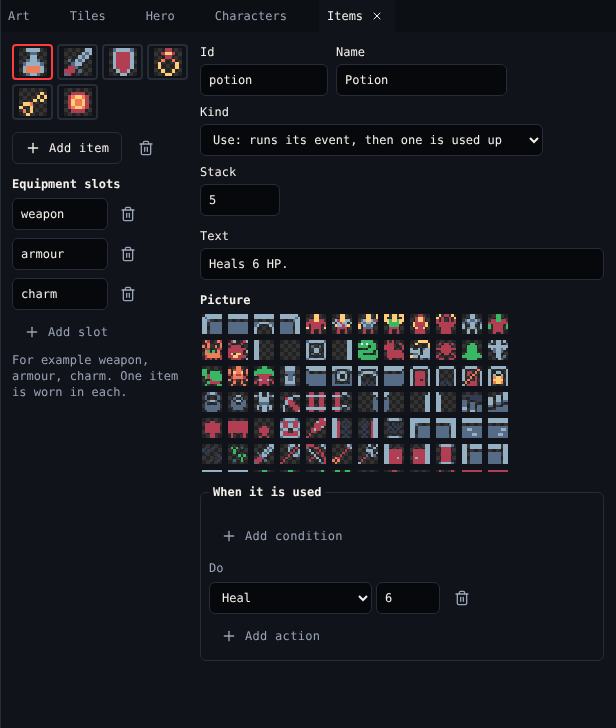 Art Tiles Hero Characters Items ×
Id Name
potion Potion
Kind
Use: runs its event, then one is used up
Stack
5
Text
Heals 6 HP.
Picture
+ Add item
Equipment slots
weapon
armour
charm
+ Add slot
For example weapon,
armour, charm. One item
is worn in each.
When it is used
+ Add condition
Do
Heal 6
+ Add action